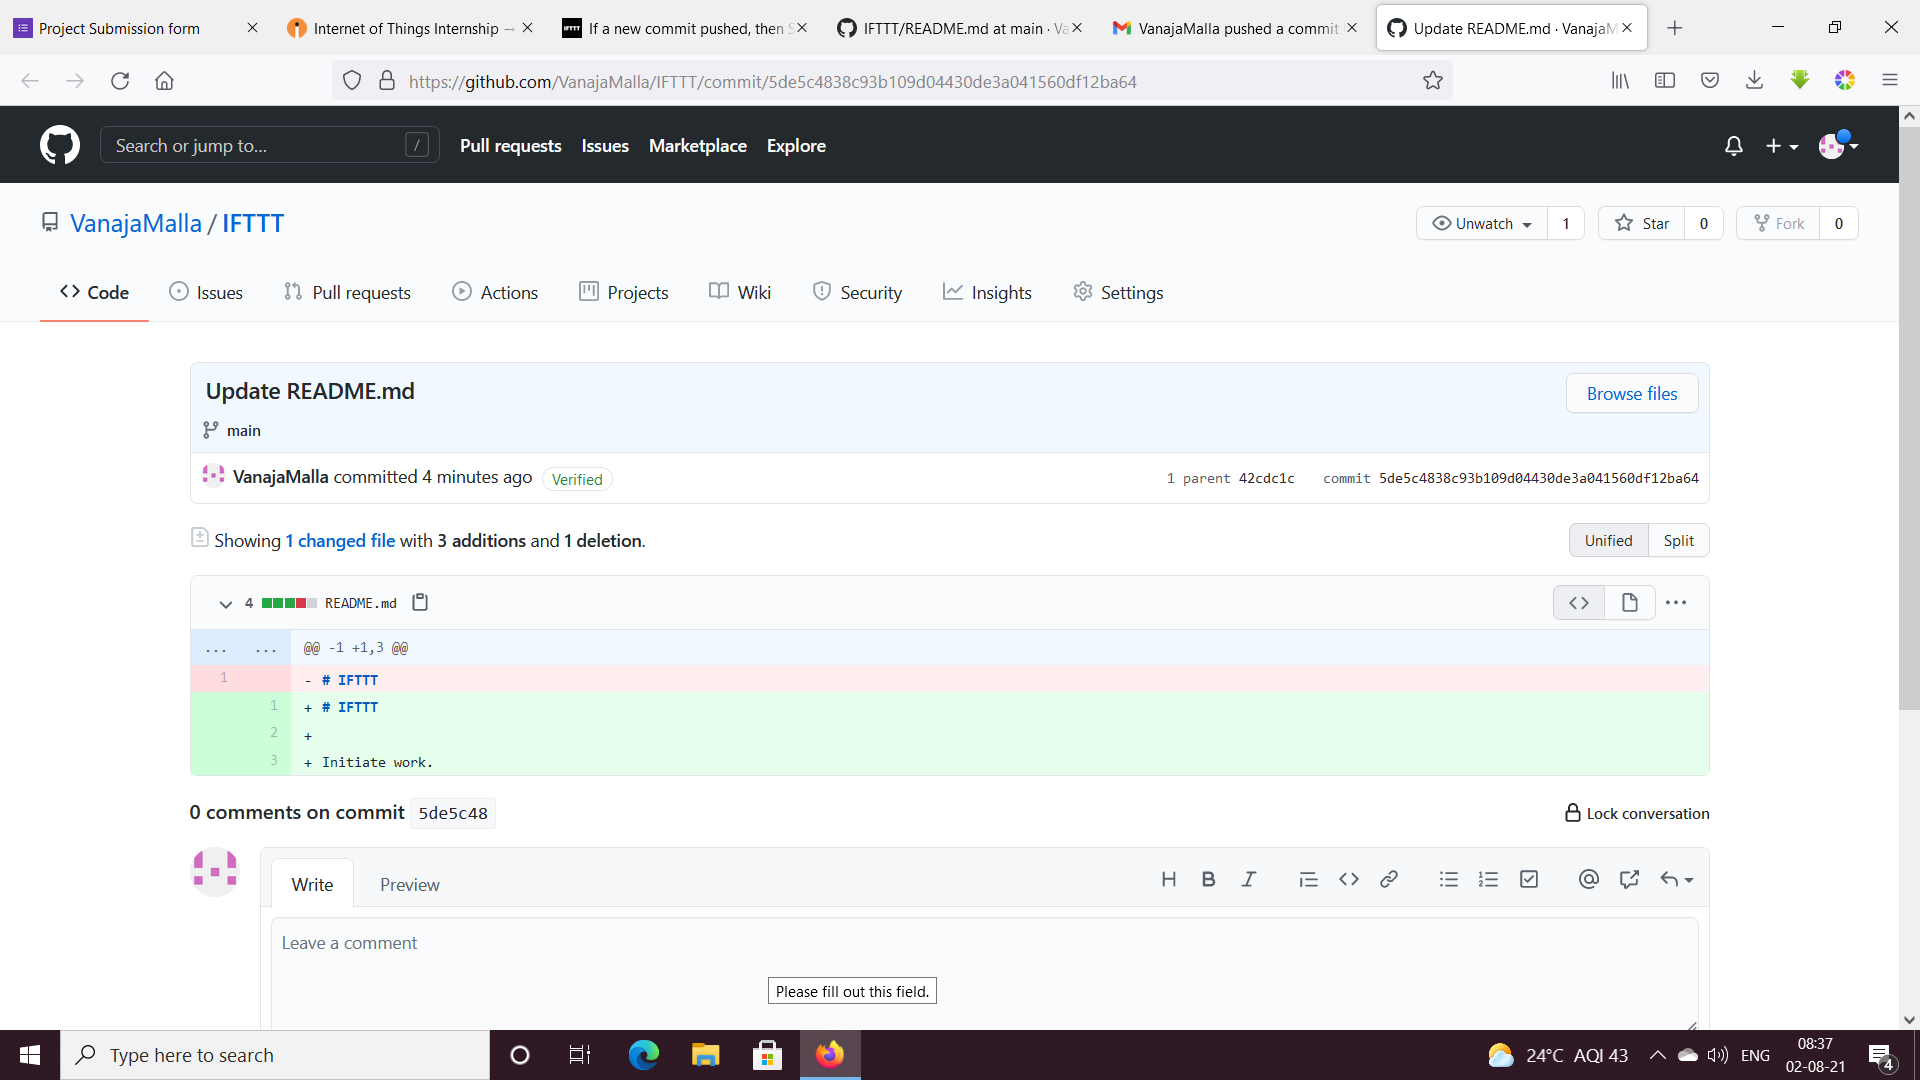 Project Submission form
Internet of Things Internship
If a new commit pushed, then S
IFTTT/README.md at main · Va
VanajaMalla pushed a commit
Update README.md · VanajaM
https://github.com/VanajaMalla/IFTTT/commit/5de5c4838c93b109d04430de3a041560df12ba64
Search or jump to... /
Pull requests Issues Marketplace Explore
VanajaMalla / IFTTT
Unwatch 1 Star 0 Fork 0
Code Issues Pull requests Actions Projects Wiki Security Insights Settings
Update README.md
Browse files
main
VanajaMalla committed 4 minutes ago Verified
1 parent 42cdc1c commit 5de5c4838c93b109d04430de3a041560df12ba64
Showing 1 changed file with 3 additions and 1 deletion.
Unified Split
4 README.md
... ... @@ -1 +1,3 @@
1 - # IFTTT
1 + # IFTTT
2 +
3 + Initiate work.
0 comments on commit 5de5c48
Lock conversation
Write Preview
Leave a comment
Please fill out this field.
Type here to search
24°C AQI 43
ENG
08:37
02-08-21
4